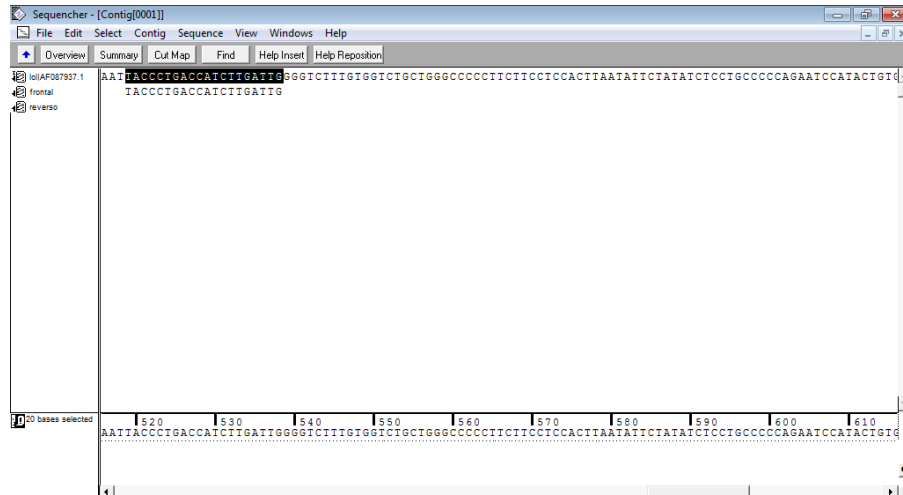 Sequencher - [Contig[0001]]
File Edit Select Contig Sequence View Windows Help
Overview Summary Cut Map Find Help Insert Help Reposition
lcl|AF087937.1 AATTACCCTGACCATCTTGATTGGGGTCTTTGTGGTCTGCTGGGCCCCCTTCTTCCTCCACTTAATATTCTATATCTCCTGCCCCCAGAATCCATACTGTG
frontal TACCCTGACCATCTTGATTG
reverso
20 bases selected 520 530 540 550 560 570 580 590 600 610
AATTACCCTGACCATCTTGATTGGGGTCTTTGTGGTCTGCTGGGCCCCCTTCTTCCTCCACTTAATATTCTATATCTCCTGCCCCCAGAATCCATACTGTG